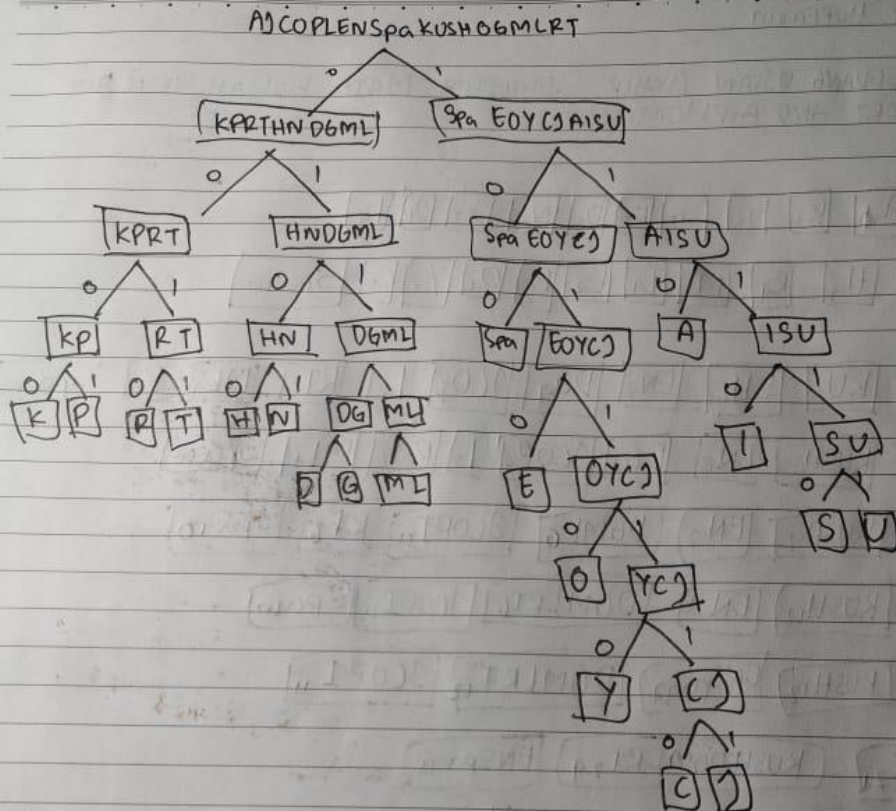 AJCOPLENSpaKUSHOGMLRT
0 1
KPRTHNDGML Spa EOYCJAISU
0 1 0 1
KPRT HNDGML Spa EOYCJ AISU
0 1 0 1 0 1 0 1
KP RT HN DGML Spa EOYCJ A ISU
0 1 0 1 0 1 0 1
K P R T H N DG ML 0 1 I SU
D G ML E OYCJ 0 1
0 1 S U
O YCJ
0 1
Y CJ
0 1
C J